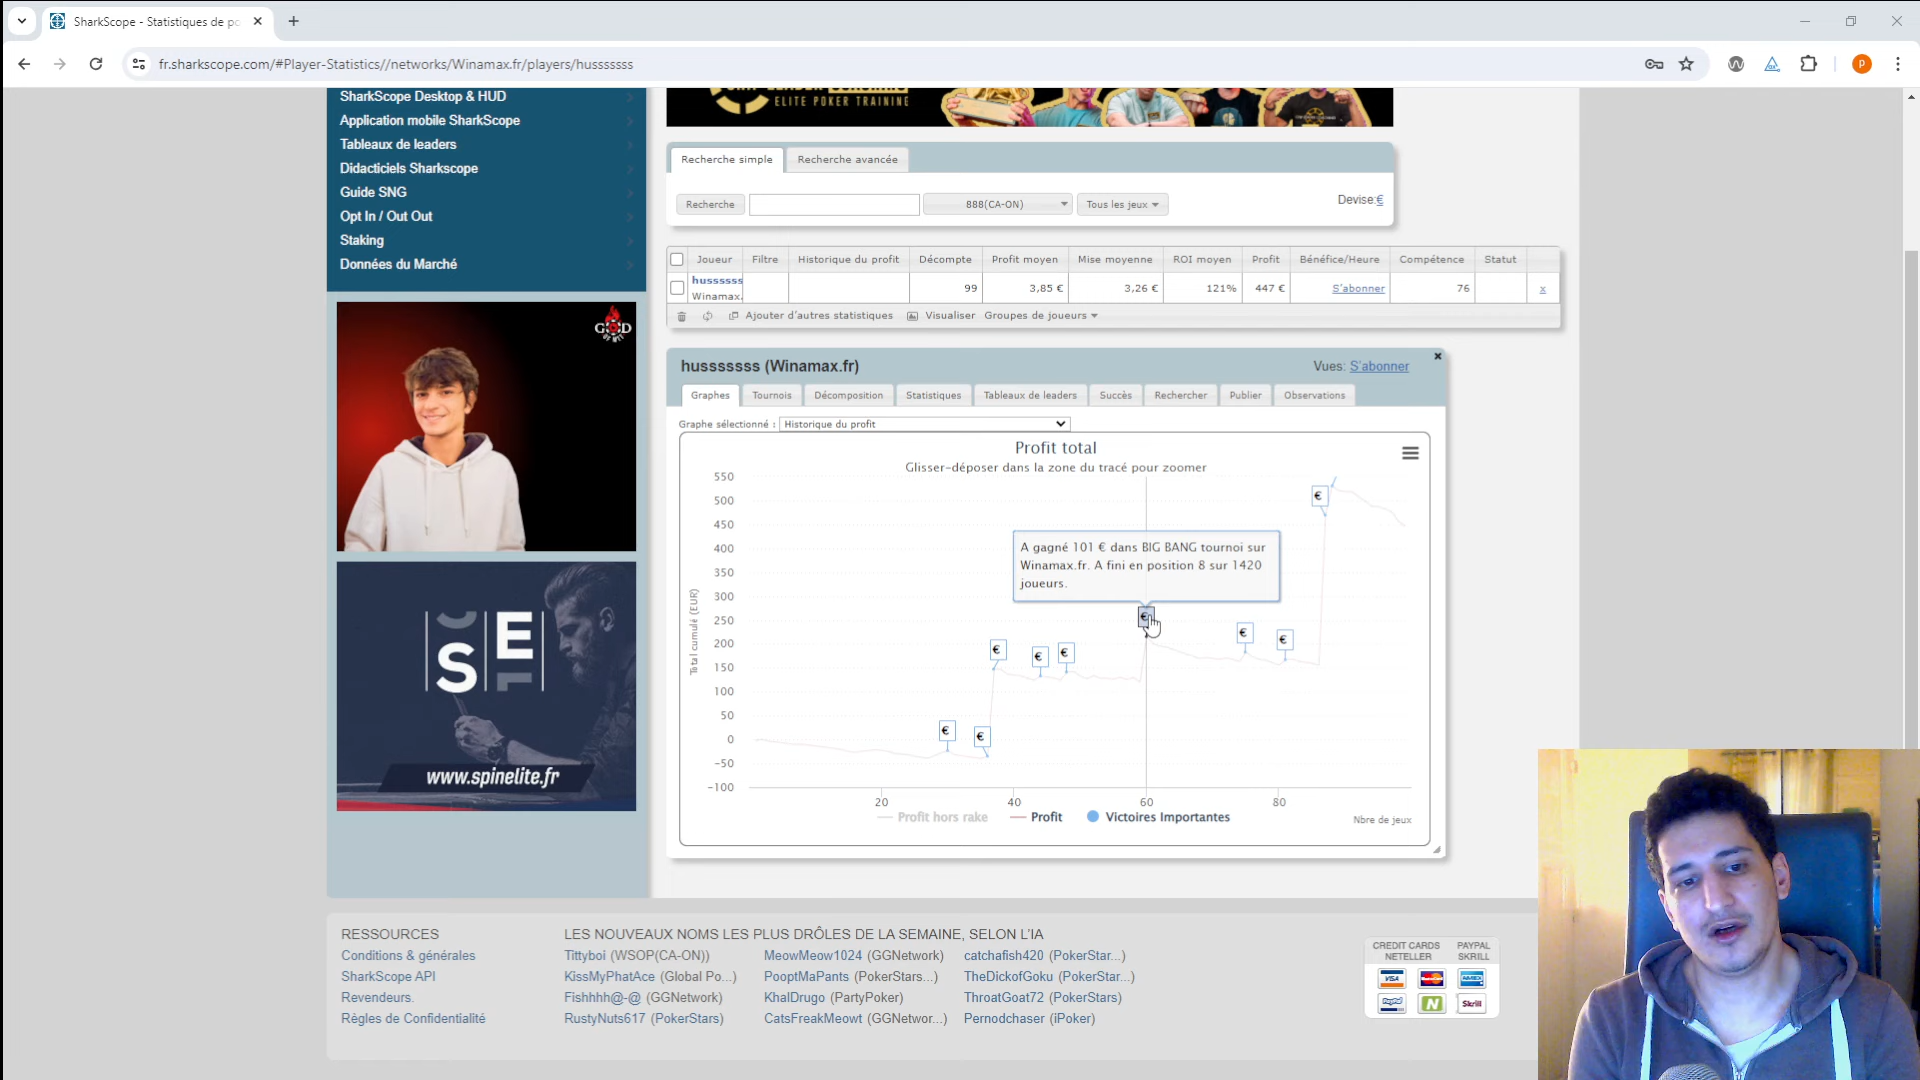 SharkScope - Statistiques de po
fr.sharkscope.com/#Player-Statistics//networks/Winamax.fr/players/husssssss
P
SharkScope Desktop & HUD
Application mobile SharkScope
Tableaux de leaders
Didacticiels Sharkscope
Guide SNG
Opt In / Out Out
Staking
Données du Marché
ELITE POKER TRAINING
Recherche simple
Recherche avancée
Recherche
888(CA-ON)
Tous les jeux
Devise:€
Joueur Filtre Historique du profit Décompte Profit moyen Mise moyenne ROI moyen Profit Bénéfice/Heure Compétence Statut
hussssss
Winamax.
99 3,85 € 3,26 € 121% 447 € S'abonner 76 x
Ajouter d'autres statistiques Visualiser Groupes de joueurs
GOD
OF MTT
husssssss (Winamax.fr)
Vues: S'abonner
Graphes Tournois Décomposition Statistiques Tableaux de leaders Succès Rechercher Publier Observations
Graphe sélectionné : Historique du profit
Profit total
Glisser-déposer dans la zone du tracé pour zoomer
Total cumulé (EUR)
550
500
450
400
350
300
250
200
150
100
50
0
-50
-100
A gagné 101 € dans BIG BANG tournoi sur
Winamax.fr. A fini en position 8 sur 1420
joueurs.
€ € € € € € € € €
20 40 60 80
Profit hors rake Profit Victoires Importantes
Nbre de jeux
SE
www.spinelite.fr
RESSOURCES
Conditions & générales
SharkScope API
Revendeurs.
Règles de Confidentialité
LES NOUVEAUX NOMS LES PLUS DRÔLES DE LA SEMAINE, SELON L'IA
Tittyboi (WSOP(CA-ON)) MeowMeow1024 (GGNetwork) catchafish420 (PokerStar...)
KissMyPhatAce (Global Po...) PooptMaPants (PokerStars...) TheDickofGoku (PokerStar...)
Fishhhh@-@ (GGNetwork) KhalDrugo (PartyPoker) ThroatGoat72 (PokerStars)
RustyNuts617 (PokerStars) CatsFreakMeowt (GGNetwor...) Pernodchaser (iPoker)
CREDIT CARDS
NETELLER
PAYPAL
SKRILL
VISA
MasterCard
AMEX
PayPal
N
Skrill